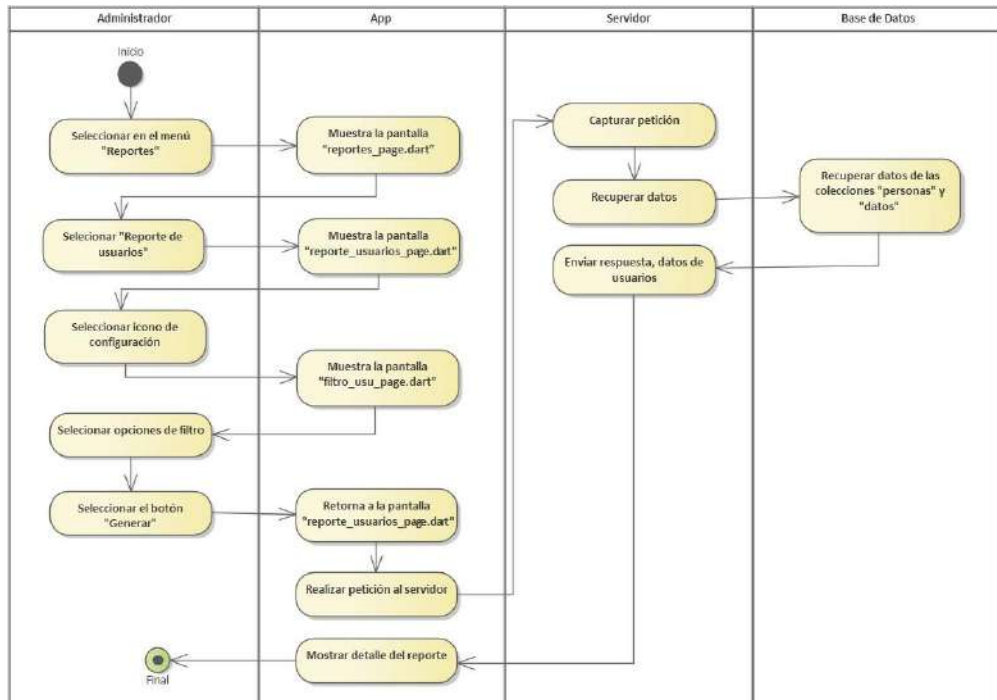 Administrador
App
Servidor
Base de Datos
Inicio
Seleccionar en el menú
"Reportes"
Muestra la pantalla
"reportes_page.dart"
Capturar petición
Recuperar datos
Recuperar datos de las
colecciones "personas" y
"datos"
Selecionar "Reporte de
usuarios"
Muestra la pantalla
"reporte_usuarios_page.dart"
Enviar respuesta, datos de
usuarios
Seleccionar icono de
configuración
Muestra la pantalla
"filtro_usu_page.dart"
Selecionar opciones de filtro
Seleccionar el botón
"Generar"
Retorna a la pantalla
"reporte_usuarios_page.dart"
Realizar petición al servidor
Mostrar detalle del reporte
Final